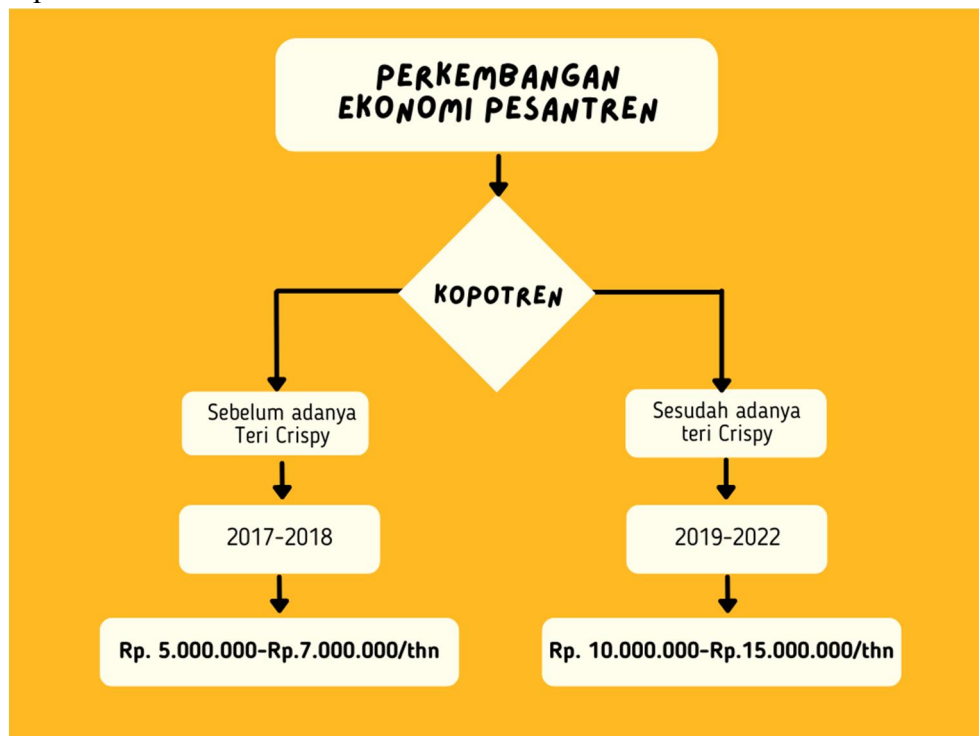 PERKEMBANGAN
EKONOMI PESANTREN
KOPOTREN
Sebelum adanya
Teri Crispy
Sesudah adanya
teri Crispy
2017-2018
2019-2022
Rp. 5.000.000-Rp.7.000.000/thn
Rp. 10.000.000-Rp.15.000.000/thn